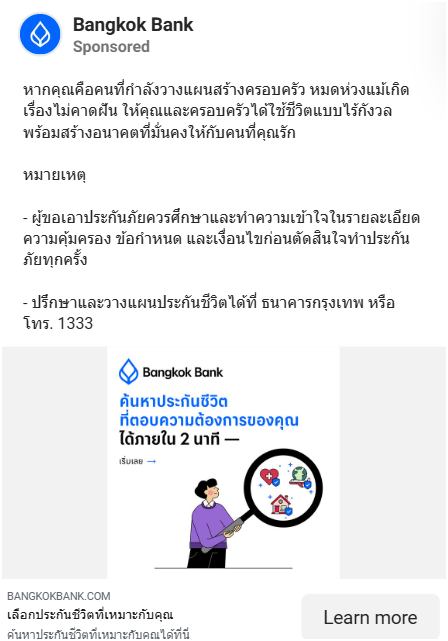 Bangkok Bank
Sponsored
หากคุณคือคนที่กำลังวางแผนสร้างครอบครัว หมดห่วงแม้เกิด
เรื่องไม่คาดฝัน ให้คุณและครอบครัวได้ใช้ชีวิตแบบไร้กังวล
พร้อมสร้างอนาคตที่มั่นคงให้กับคนที่คุณรัก
หมายเหตุ
- ผู้ขอเอาประกันภัยควรศึกษาและทำความเข้าใจในรายละเอียด
ความคุ้มครอง ข้อกำหนด และเงื่อนไขก่อนตัดสินใจทำประกัน
ภัยทุกครั้ง
- ปรึกษาและวางแผนประกันชีวิตได้ที่ ธนาคารกรุงเทพ หรือ
โทร. 1333
Bangkok Bank
ค้นหาประกันชีวิต
ที่ตอบความต้องการของคุณ
ได้ภายใน 2 นาที —
เริ่มเลย →
BANGKOKBANK.COM
เลือกประกันชีวิตที่เหมาะกับคุณ
ค้นหาประกันชีวิตที่เหมาะกับคุณได้ที่นี่
Learn more